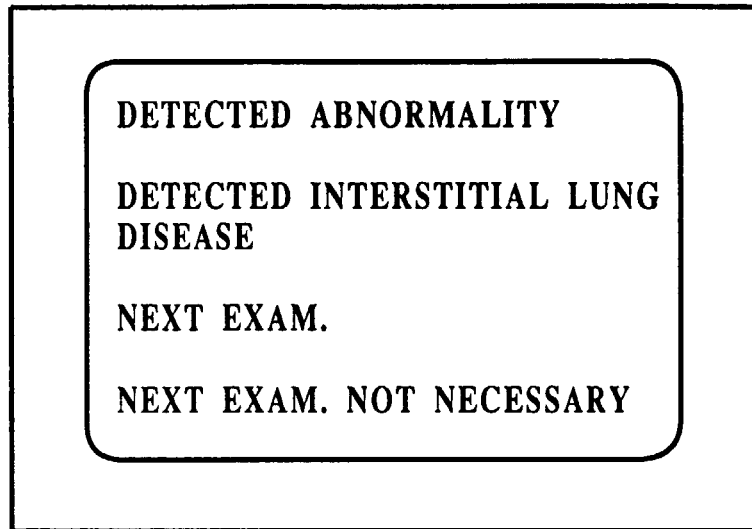 DETECTED ABNORMALITY
DETECTED INTERSTITIAL LUNG
DISEASE
NEXT EXAM.
NEXT EXAM. NOT NECESSARY